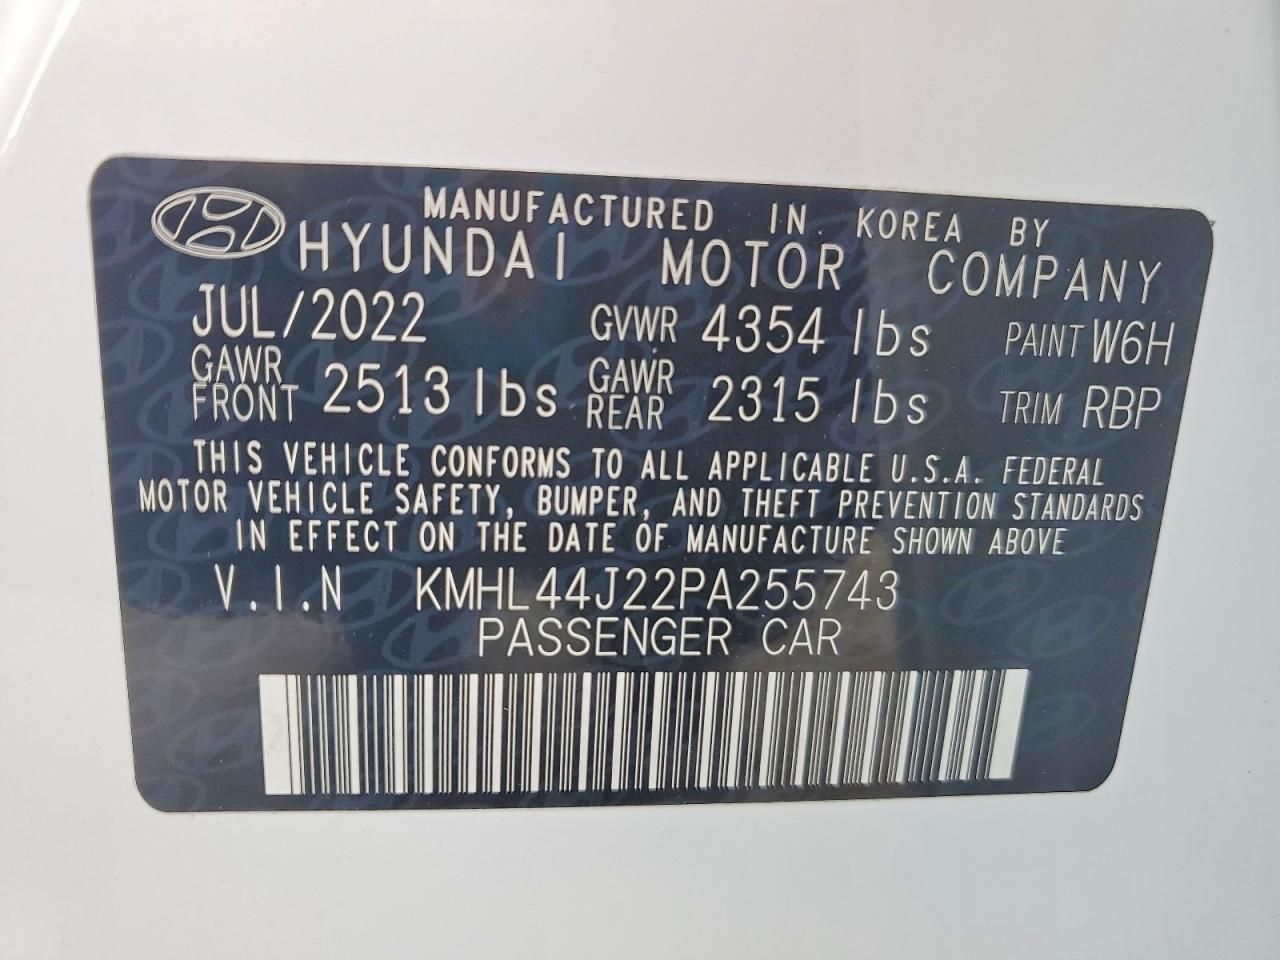 MANUFACTURED IN KOREA BY
HYUNDAI MOTOR COMPANY
JUL/2022 GVWR 4354 lbs PAINT W6H
GAWR FRONT 2513 lbs GAWR REAR 2315 lbs TRIM RBP
THIS VEHICLE CONFORMS TO ALL APPLICABLE U.S.A. FEDERAL
MOTOR VEHICLE SAFETY, BUMPER, AND THEFT PREVENTION STANDARDS
IN EFFECT ON THE DATE OF MANUFACTURE SHOWN ABOVE
V.I.N KMHL44J22PA255743
PASSENGER CAR